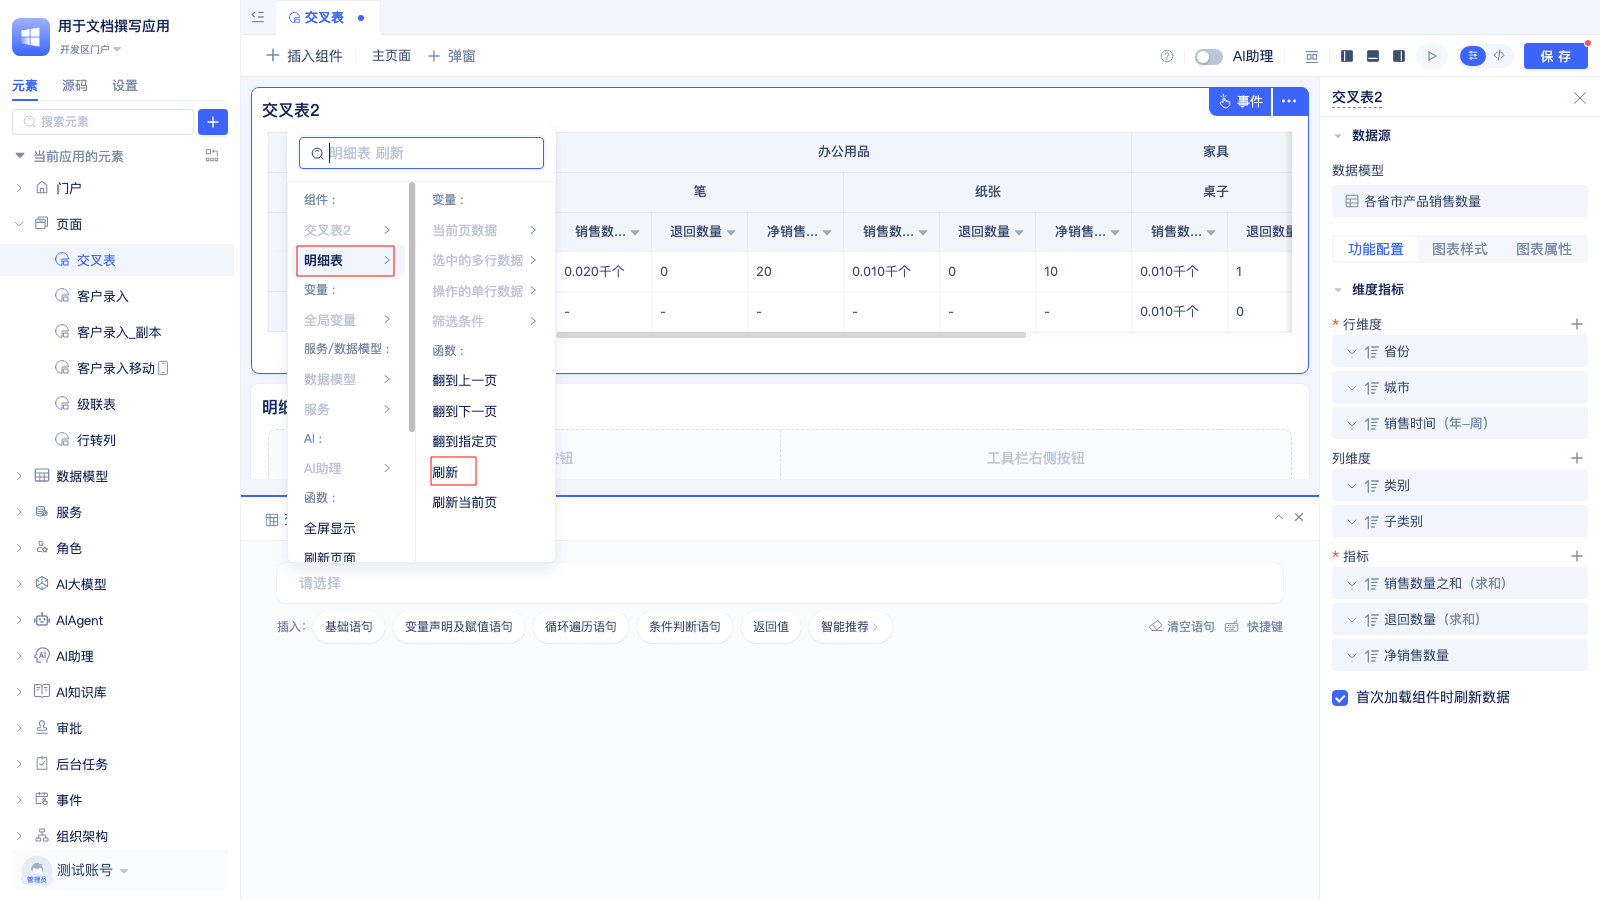 用于文档撰写应用
开发区门户
元素 源码 设置
搜索元素
当前应用的元素
门户
页面
交叉表
客户录入
客户录入_副本
客户录入移动
级联表
行转列
数据模型
服务
角色
AI大模型
AIAgent
AI助理
AI知识库
审批
后台任务
事件
组织架构
测试账号
管理员
交叉表
插入组件 主页面 弹窗
AI助理
保存
交叉表2
事件
办公用品 家具
笔 纸张 桌子
销售数... 退回数量 净销售... 销售数... 退回数量 净销售... 销售数... 退回数量
0.020千个 0 20 0.010千个 0 10 0.010千个 1
- - - - - - 0.010千个 0
明细表 刷新
组件：
交叉表2
明细表
变量：
全局变量
服务/数据模型：
数据模型
服务
AI：
AI助理
函数：
全屏显示
刷新页面
变量：
当前页数据
选中的多行数据
操作的单行数据
筛选条件
函数：
翻到上一页
翻到下一页
翻到指定页
刷新
刷新当前页
明细
按钮
工具栏右侧按钮
请选择
插入： 基础语句 变量声明及赋值语句 循环遍历语句 条件判断语句 返回值 智能推荐
清空语句 快捷键
交叉表2
数据源
数据模型
各省市产品销售数量
功能配置 图表样式 图表属性
维度指标
* 行维度
省份
城市
销售时间（年-周）
列维度
类别
子类别
* 指标
销售数量之和（求和）
退回数量（求和）
净销售数量
首次加载组件时刷新数据